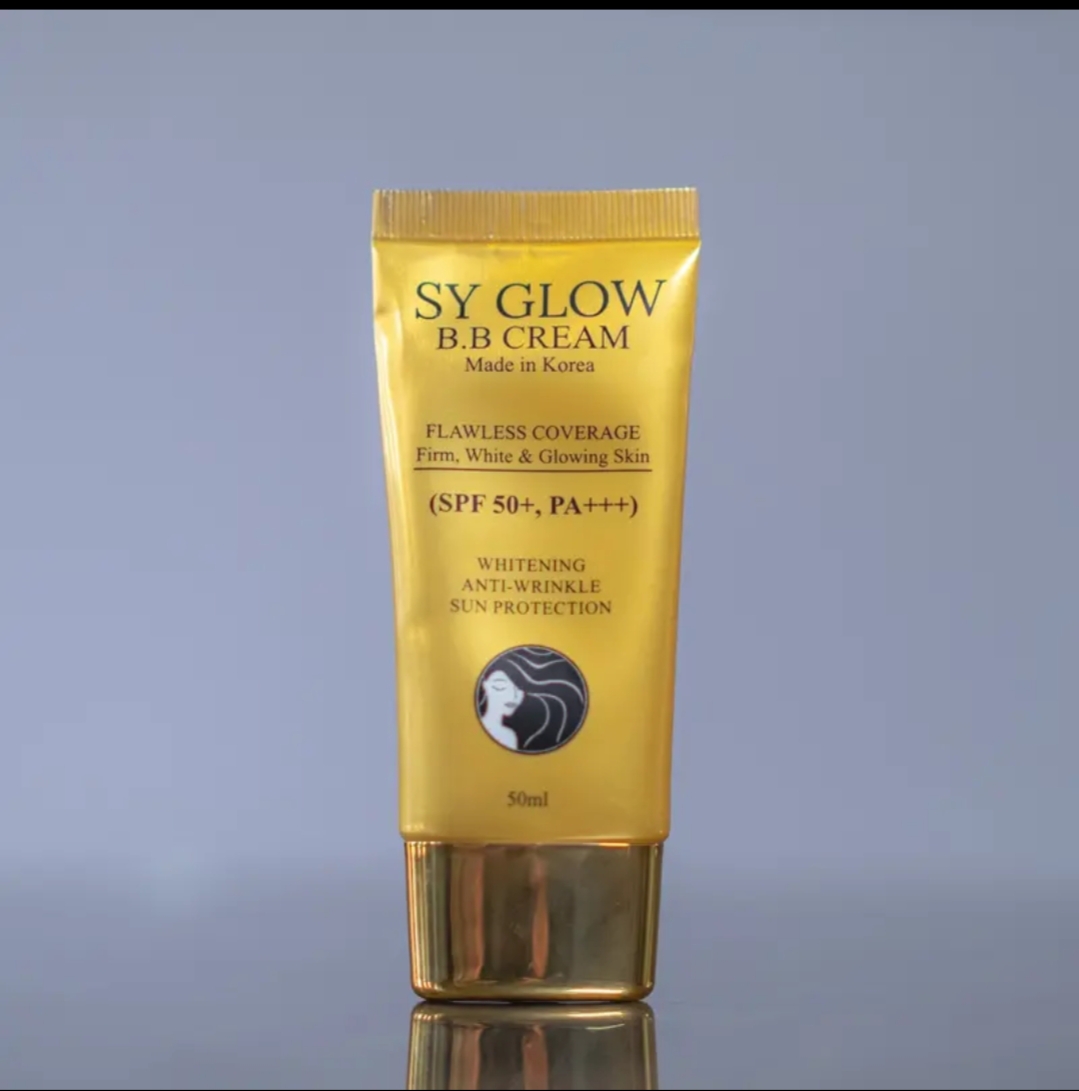 SY GLOW
B.B CREAM
Made in Korea
FLAWLESS COVERAGE
Firm, White & Glowing Skin
(SPF 50+, PA+++)
WHITENING
ANTI-WRINKLE
SUN PROTECTION
50ml